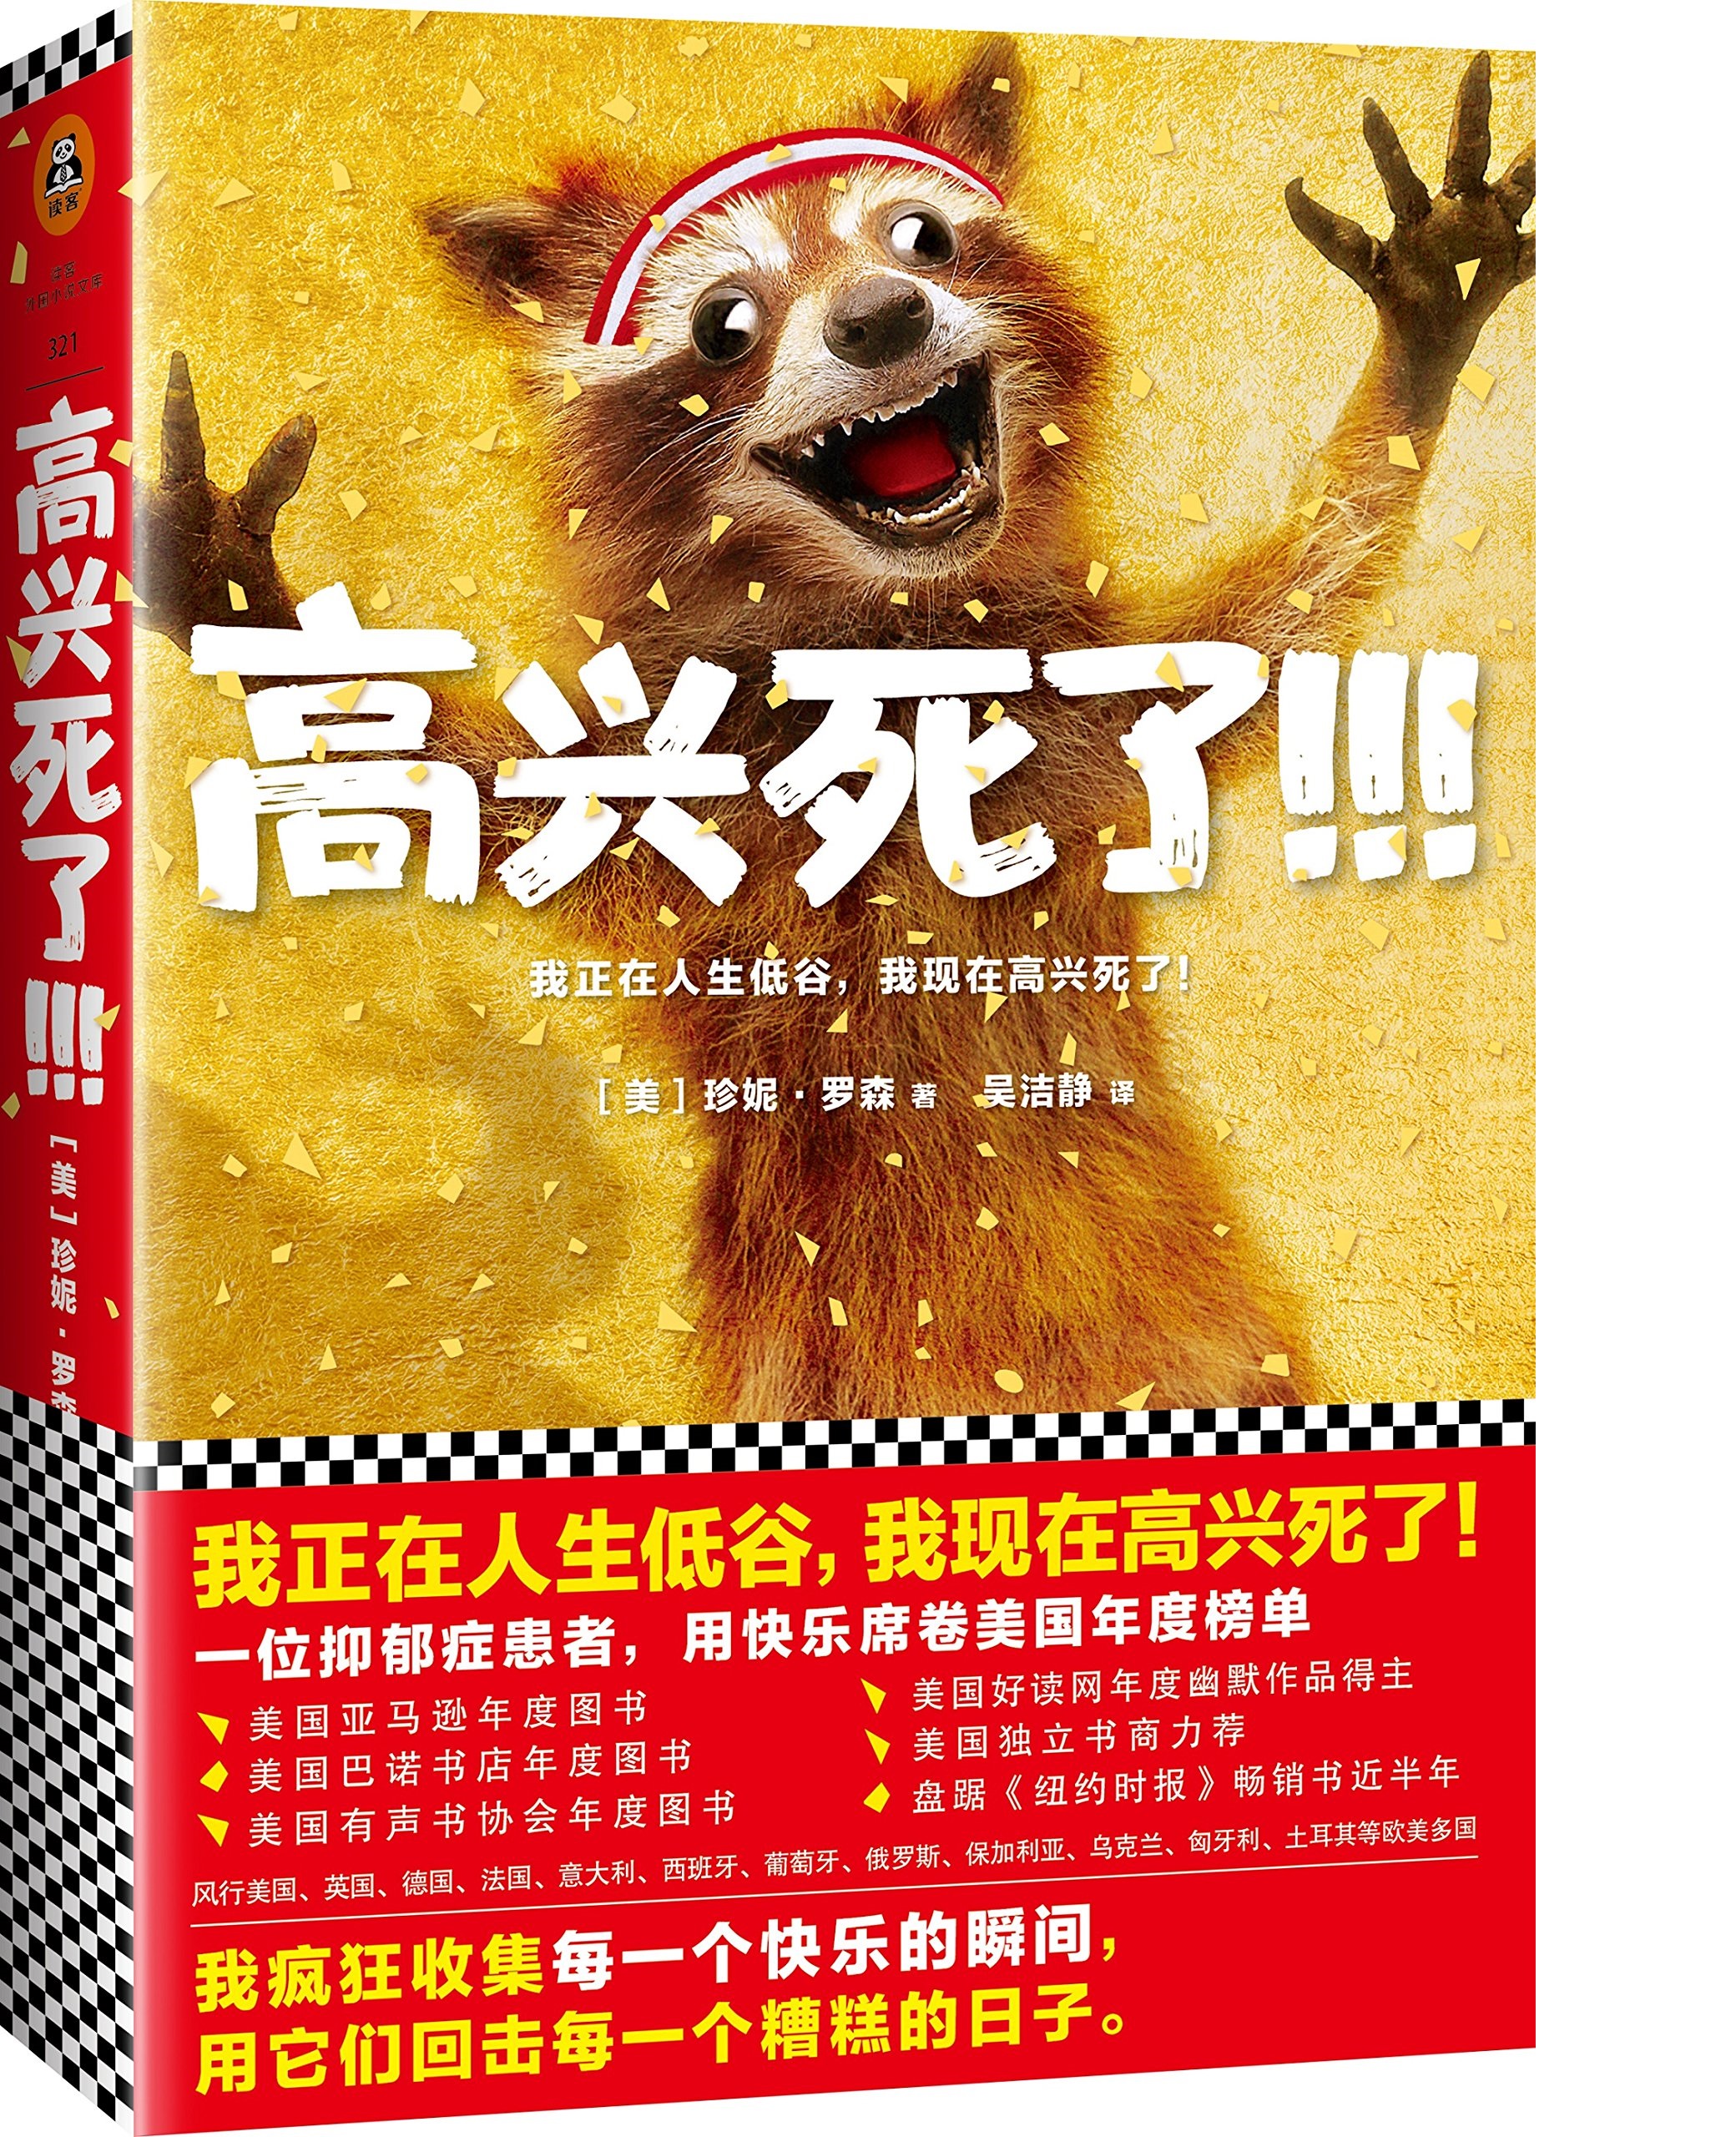 读客
读客
外国小说文库
321
高兴死了!!!
[美]珍妮·罗森
高兴死了!!!
我正在人生低谷，我现在高兴死了！
[美]珍妮·罗森 著 吴洁静 译
我正在人生低谷，我现在高兴死了！
一位抑郁症患者，用快乐席卷美国年度榜单
美国亚马逊年度图书
美国巴诺书店年度图书
美国有声书协会年度图书
美国好读网年度幽默作品得主
美国独立书商力荐
盘踞《纽约时报》畅销书近半年
风行美国、英国、德国、法国、意大利、西班牙、葡萄牙、俄罗斯、保加利亚、乌克兰、匈牙利、土耳其等欧美多国
我疯狂收集每一个快乐的瞬间，
用它们回击每一个糟糕的日子。